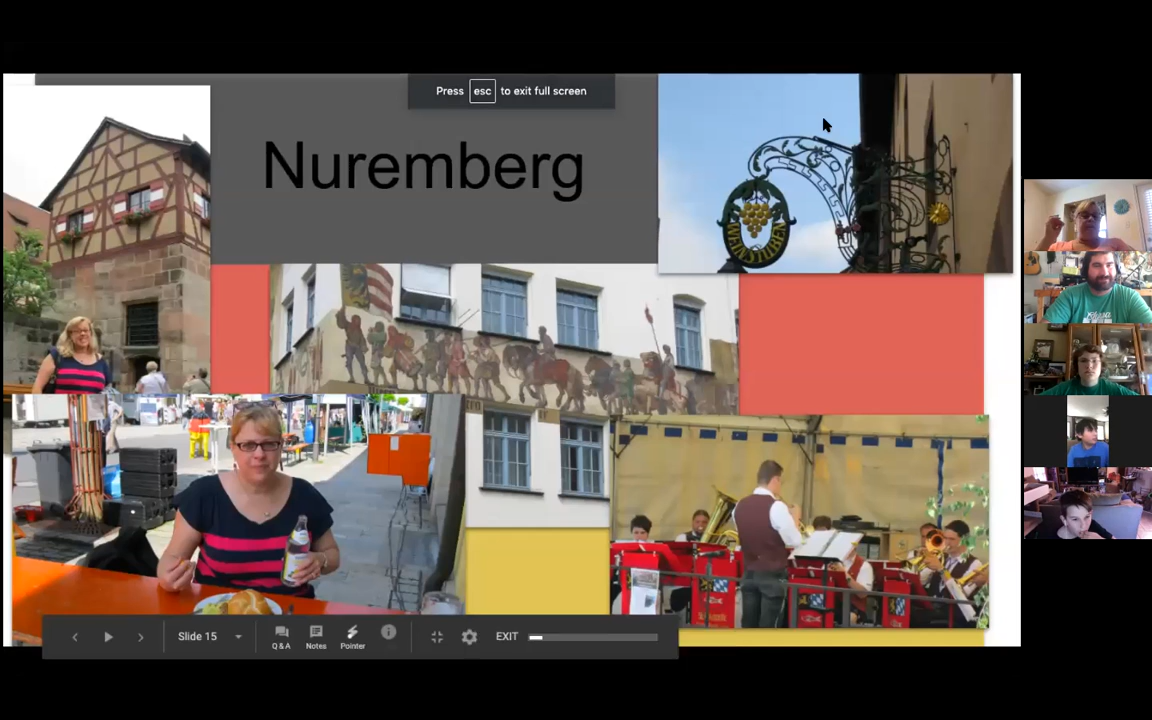 Press esc to exit full screen
Nuremberg
WEINSTUBEN
Slide 15
Q & A
Notes
Pointer
EXIT